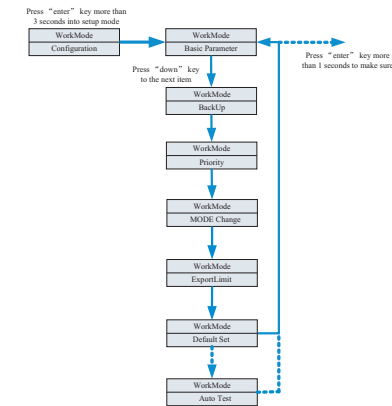 Press “enter” key more than
3 seconds into setup mode
WorkMode
Configuration
WorkMode
Basic Parameter
Press “enter” key more
than 1 seconds to make sure
Press “down” key
to the next item
WorkMode
BackUp
WorkMode
Priority
WorkMode
MODE Change
WorkMode
ExportLimit
WorkMode
Default Set
WorkMode
Auto Test